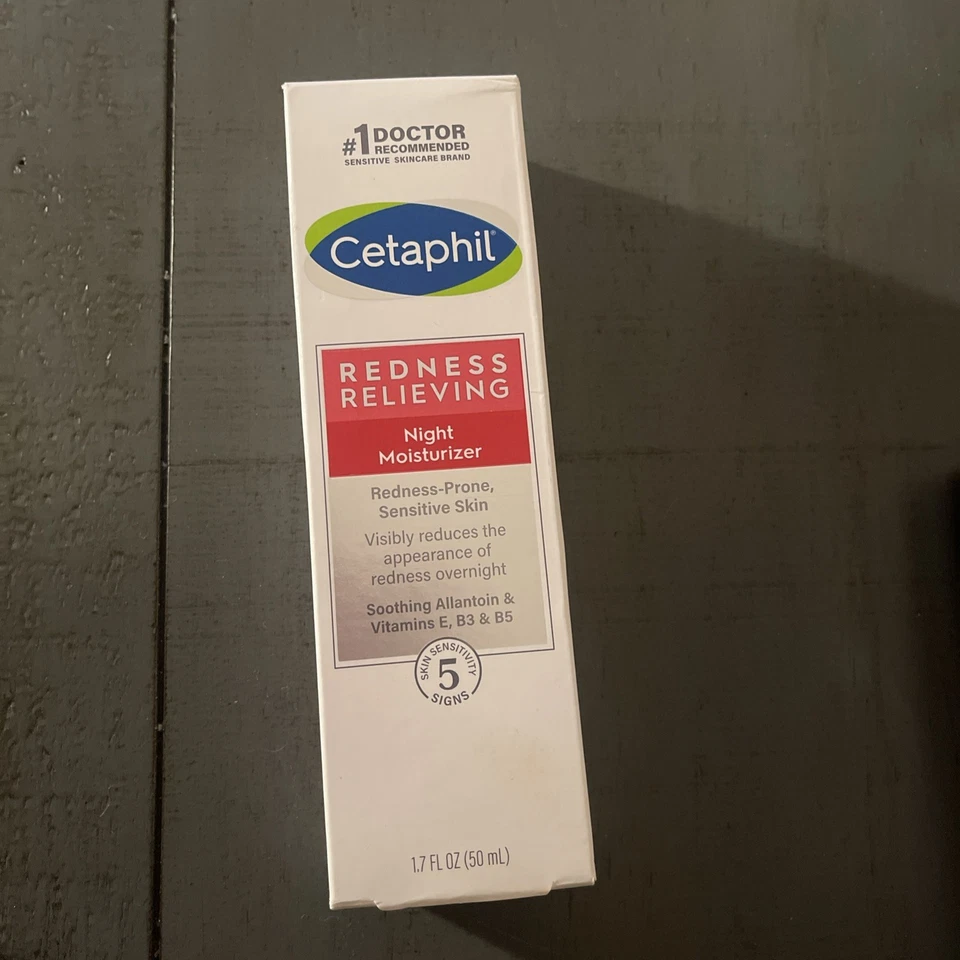 #1 DOCTOR
RECOMMENDED
SENSITIVE SKINCARE BRAND
Cetaphil®
REDNESS
RELIEVING
Night
Moisturizer
Redness-Prone,
Sensitive Skin
Visibly reduces the
appearance of
redness overnight
Soothing Allantoin &
Vitamins E, B3 & B5
SKIN SENSITIVITY
5
SIGNS
1.7 FL OZ (50 mL)